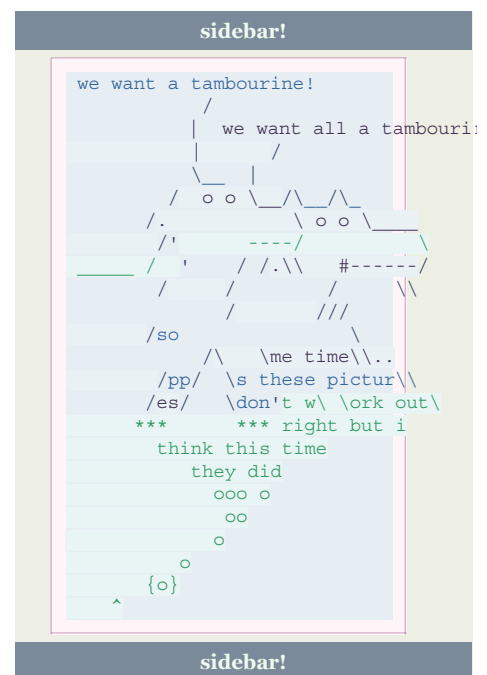 sidebar!
we want a tambourine!
/
| we want all a tambouri
| /
\__ |
/ o o \__/\__/\_
/. \ o o \____
/' ----/ \
_____ / ' / /.\\ #------/
/ / / \\
/ ///
/so \
/\ \me time\\..
/pp/ \s these pictur\\
/es/ \don't w\ \ork out\
*** *** right but i
think this time
they did
ooo o
oo
o
o
{o}
^
sidebar!